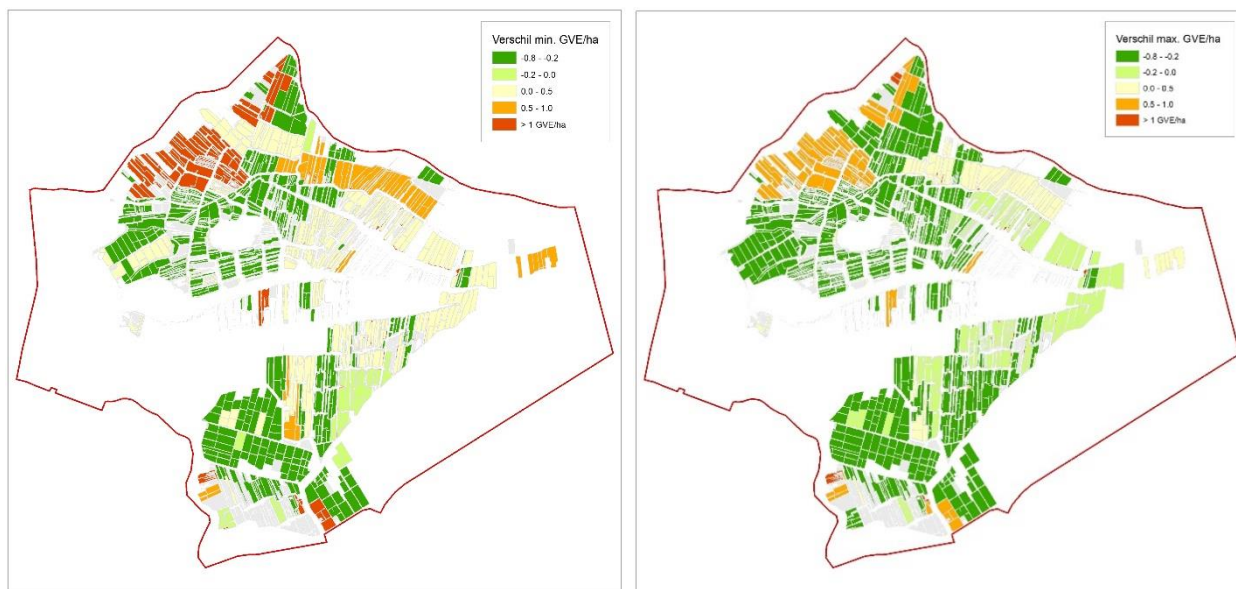 Verschil min. GVE/ha
-0.8 - -0.2
-0.2 - 0.0
0.0 - 0.5
0.5 - 1.0
> 1 GVE/ha
Verschil max. GVE/ha
-0.8 - -0.2
-0.2 - 0.0
0.0 - 0.5
0.5 - 1.0
> 1 GVE/ha